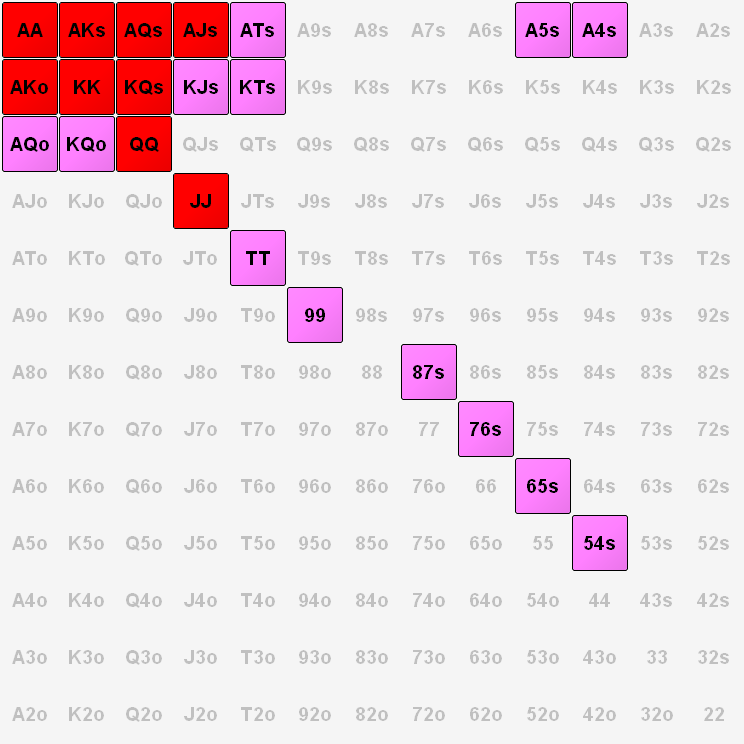 AA AKs AQs AJs ATs A9s A8s A7s A6s A5s A4s A3s A2s
AKo KK KQs KJs KTs K9s K8s K7s K6s K5s K4s K3s K2s
AQo KQo QQ QJs QTs Q9s Q8s Q7s Q6s Q5s Q4s Q3s Q2s
AJo KJo QJo JJ JTs J9s J8s J7s J6s J5s J4s J3s J2s
ATo KTo QTo JTo TT T9s T8s T7s T6s T5s T4s T3s T2s
A9o K9o Q9o J9o T9o 99 98s 97s 96s 95s 94s 93s 92s
A8o K8o Q8o J8o T8o 98o 88 87s 86s 85s 84s 83s 82s
A7o K7o Q7o J7o T7o 97o 87o 77 76s 75s 74s 73s 72s
A6o K6o Q6o J6o T6o 96o 86o 76o 66 65s 64s 63s 62s
A5o K5o Q5o J5o T5o 95o 85o 75o 65o 55 54s 53s 52s
A4o K4o Q4o J4o T4o 94o 84o 74o 64o 54o 44 43s 42s
A3o K3o Q3o J3o T3o 93o 83o 73o 63o 53o 43o 33 32s
A2o K2o Q2o J2o T2o 92o 82o 72o 62o 52o 42o 32o 22